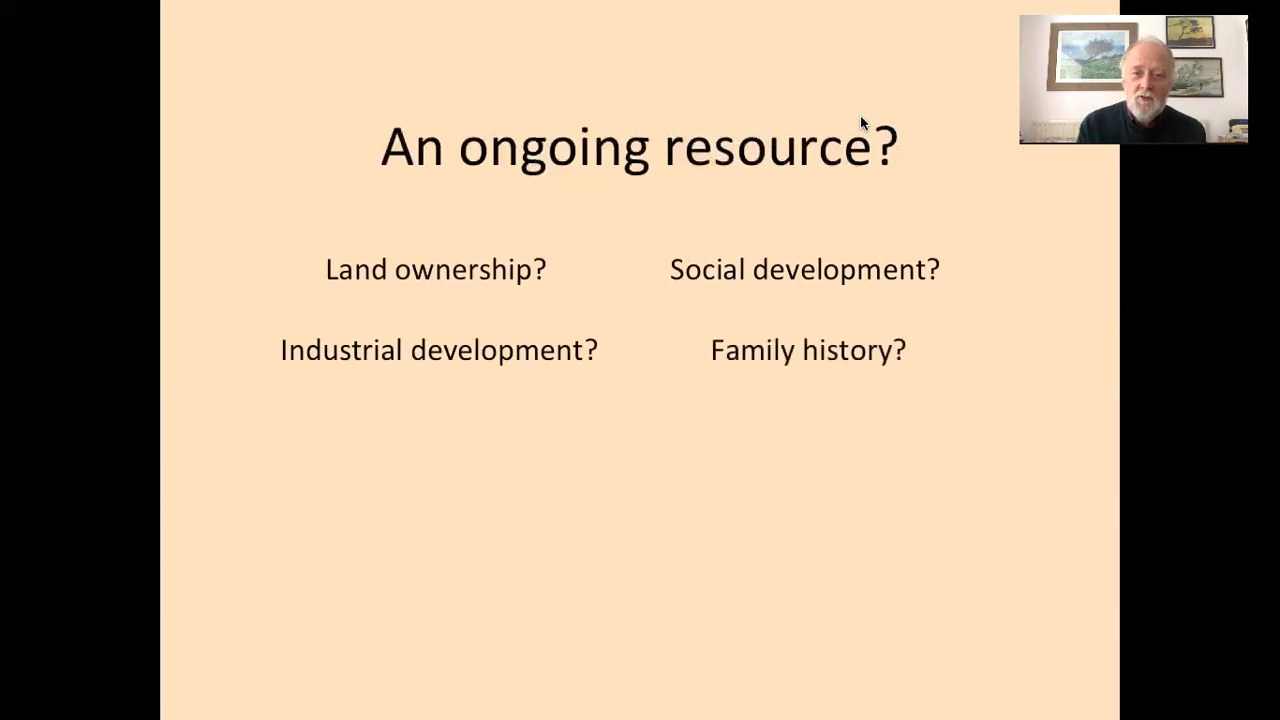 An ongoing resource?
Land ownership? Social development?
Industrial development? Family history?